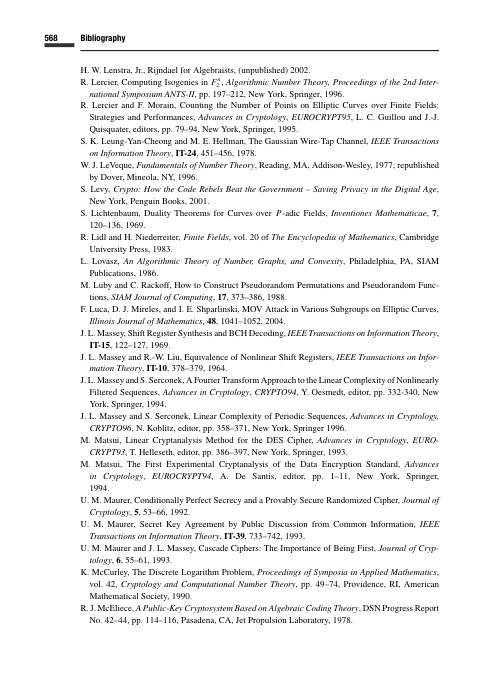 568 Bibliography
H. W. Lenstra, Jr., Rijndael for Algebraists, (unpublished) 2002.
R. Lercier, Computing Isogenies in F₂ⁿ, Algorithmic Number Theory, Proceedings of the 2nd Inter-
national Symposium ANTS-II, pp. 197–212, New York, Springer, 1996.
R. Lercier and F. Morain, Counting the Number of Points on Elliptic Curves over Finite Fields:
Strategies and Performances, Advances in Cryptology, EUROCRYPT95, L. C. Guillou and J.-J.
Quisquater, editors, pp. 79–94, New York, Springer, 1995.
S. K. Leung-Yan-Cheong and M. E. Hellman, The Gaussian Wire-Tap Channel, IEEE Transactions
on Information Theory, IT-24, 451–456, 1978.
W. J. LeVeque, Fundamentals of Number Theory, Reading, MA, Addison-Wesley, 1977; republished
by Dover, Mineola, NY, 1996.
S. Levy, Crypto: How the Code Rebels Beat the Government – Saving Privacy in the Digital Age,
New York, Penguin Books, 2001.
S. Lichtenbaum, Duality Theorems for Curves over P-adic Fields, Inventiones Mathematicae, 7,
120–136, 1969.
R. Lidl and H. Niederreiter, Finite Fields, vol. 20 of The Encyclopedia of Mathematics, Cambridge
University Press, 1983.
L. Lovasz, An Algorithmic Theory of Number, Graphs, and Convexity, Philadelphia, PA, SIAM
Publications, 1986.
M. Luby and C. Rackoff, How to Construct Pseudorandom Permutations and Pseudorandom Func-
tions, SIAM Journal of Computing, 17, 373–386, 1988.
F. Luca, D. J. Mireles, and I. E. Shparlinski, MOV Attack in Various Subgroups on Elliptic Curves,
Illinois Journal of Mathematics, 48, 1041–1052, 2004.
J. L. Massey, Shift Register Synthesis and BCH Decoding, IEEE Transactions on Information Theory,
IT-15, 122–127, 1969.
J. L. Massey and R.-W. Liu, Equivalence of Nonlinear Shift Registers, IEEE Transactions on Infor-
mation Theory, IT-10, 378–379, 1964.
J. L. Massey and S. Serconek, A Fourier Transform Approach to the Linear Complexity of Nonlinearly
Filtered Sequences, Advances in Cryptology, CRYPTO94, Y. Oesmedt, editor, pp. 332-340, New
York, Springer, 1994.
J. L. Massey and S. Serconek, Linear Complexity of Periodic Sequences, Advances in Cryptology,
CRYPTO96, N. Koblitz, editor, pp. 358–371, New York, Springer 1996.
M. Matsui, Linear Cryptanalysis Method for the DES Cipher, Advances in Cryptology, EURO-
CRYPT93, T. Helleseth, editor, pp. 386–397, New York, Springer, 1993.
M. Matsui, The First Experimental Cryptanalysis of the Data Encryption Standard, Advances
in Cryptology, EUROCRYPT94, A. De Santis, editor, pp. 1–11, New York, Springer,
1994.
U. M. Maurer, Conditionally Perfect Secrecy and a Provably Secure Randomized Cipher, Journal of
Cryptology, 5, 53–66, 1992.
U. M. Maurer, Secret Key Agreement by Public Discussion from Common Information, IEEE
Transactions on Information Theory, IT-39, 733–742, 1993.
U. M. Maurer and J. L. Massey, Cascade Ciphers: The Importance of Being First, Journal of Cryp-
tology, 6, 55–61, 1993.
K. McCurley, The Discrete Logarithm Problem, Proceedings of Symposia in Applied Mathematics,
vol. 42, Cryptology and Computational Number Theory, pp. 49–74, Providence, RI, American
Mathematical Society, 1990.
R. J. McEliece, A Public-Key Cryptosystem Based on Algebraic Coding Theory, DSN Progress Report
No. 42–44, pp. 114–116, Pasadena, CA, Jet Propulsion Laboratory, 1978.